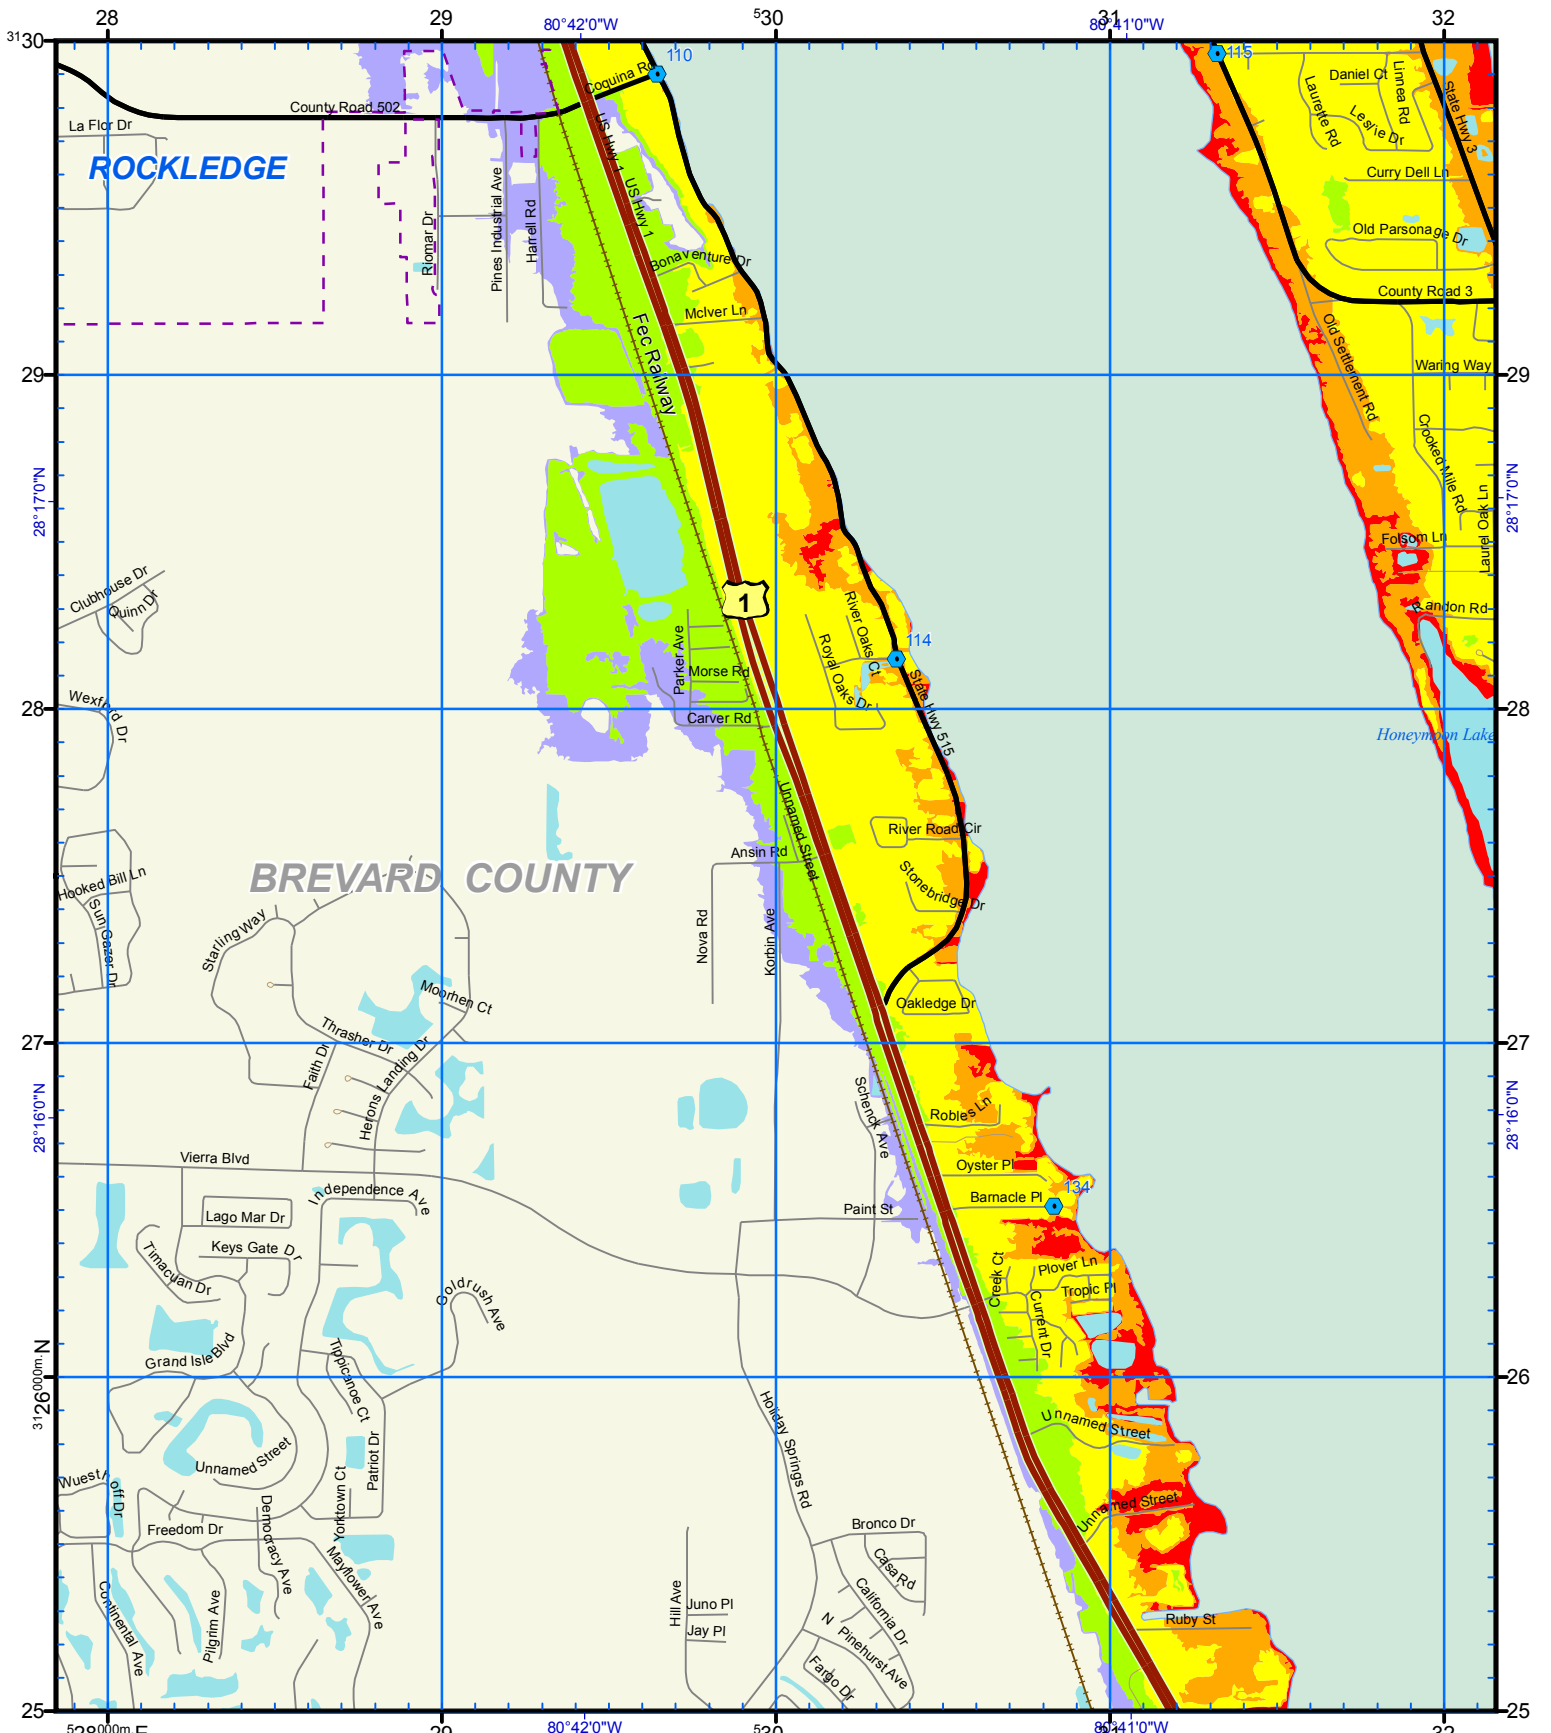 28
29
⁵30
31
32
80°42'0"W
80°41'0"W
³¹30
110
115
Coquina Rd
County Road 502
La Flor Dr
ROCKLEDGE
Daniel Ct
Linnea Rd
Laurette Rd
Leslie Dr
State Hwy 3
Curry Dell Ln
Old Parsonage Dr
US Hwy 1
US Hwy 1
Riomar Dr
Pines Industrial Ave
Harrell Rd
Bonaventure Dr
McIver Ln
County Road 3
Old Settlement Rd
Fec Railway
29
29
Waring Way
Crooked Mile Rd
Laurel Oak Ln
28°17'0"N
28°17'0"N
Folsom Ln
Clubhouse Dr
Quinn Dr
1
River Oaks Ct
114
Parker Ave
Morse Rd
Royal Oaks Dr
State Hwy 515
Carver Rd
Wexford Dr
28
28
Honeymoon Lake
Unnamed Street
River Road Cir
Ansin Rd
BREVARD COUNTY
Stonebridge Dr
Hooked Bill Ln
Sun Gazer Dr
Starling Way
Nova Rd
Korbin Ave
Moorhen Ct
Oakledge Dr
Thrasher Dr
27
27
Faith Dr
Herons Landing Dr
Schenck Ave
Robles Ln
28°16'0"N
28°16'0"N
Vierra Blvd
Oyster Pl
Independence Ave
Barnacle Pl
134
Lago Mar Dr
Paint St
Keys Gate Dr
Timacuan Dr
Creek Ct
Plover Ln
Tropic Pl
Current Dr
Goldrush Ave
Grand Isle Blvd
Tippicanoe Ct
³¹26⁰⁰⁰ᵐ· N
26
Holiday Springs Rd
Unnamed Street
Unnamed Street
Patriot Dr
Wuesthoff Dr
Yorktown Ct
Democracy Ave
Unnamed Street
Freedom Dr
Bronco Dr
Casa Rd
Mayflower Ave
California Dr
Continental Ave
Pilgrim Ave
Hill Ave
Juno Pl
Jay Pl
N Pinehurst Ave
Fargo Dr
Ruby St
25
25
⁵28⁰⁰⁰ᵐ· E
29
80°42'0"W
⁵30
31
80°41'0"W
32